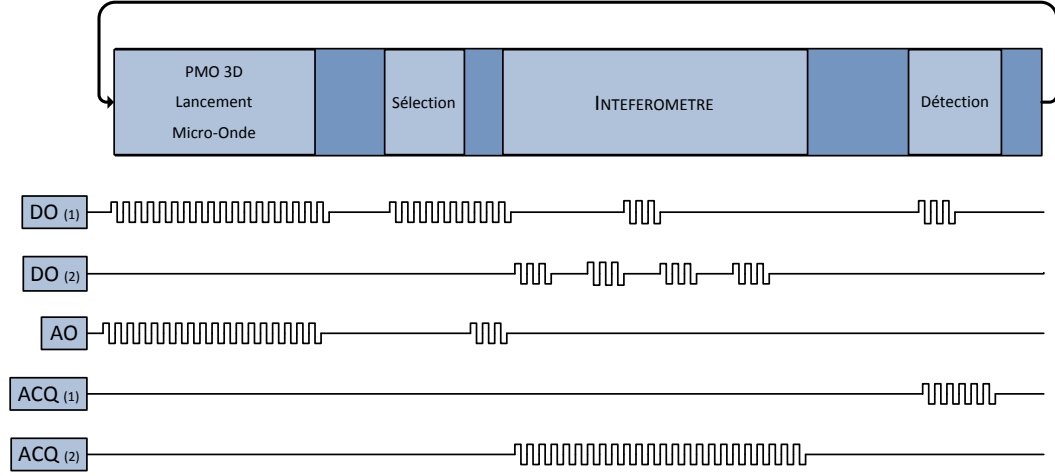 PMO 3D
Lancement
Micro-Onde
Sélection
INTEFEROMETRE
Détection
DO (1)
DO (2)
AO
ACQ (1)
ACQ (2)